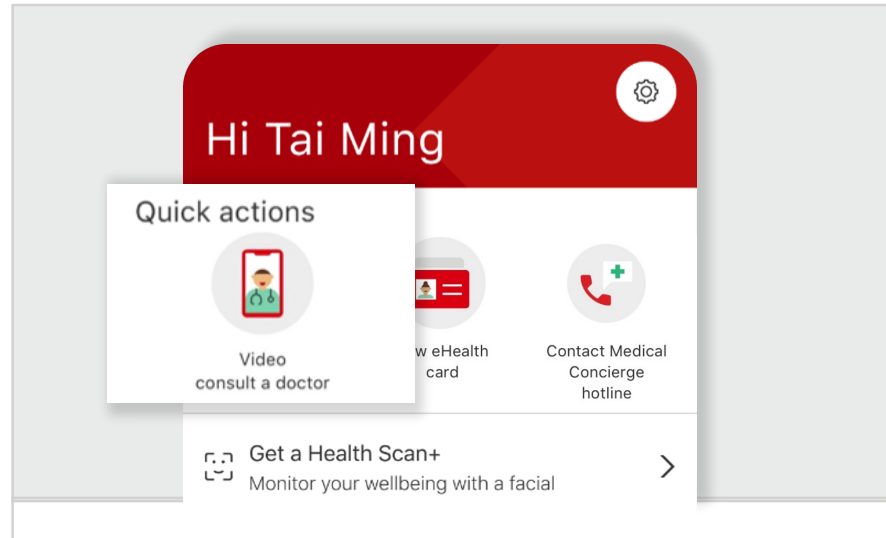 Hi Tai Ming
Quick actions
Video
consult a doctor
w eHealth
card
Contact Medical
Concierge
hotline
Get a Health Scan+
Monitor your wellbeing with a facial